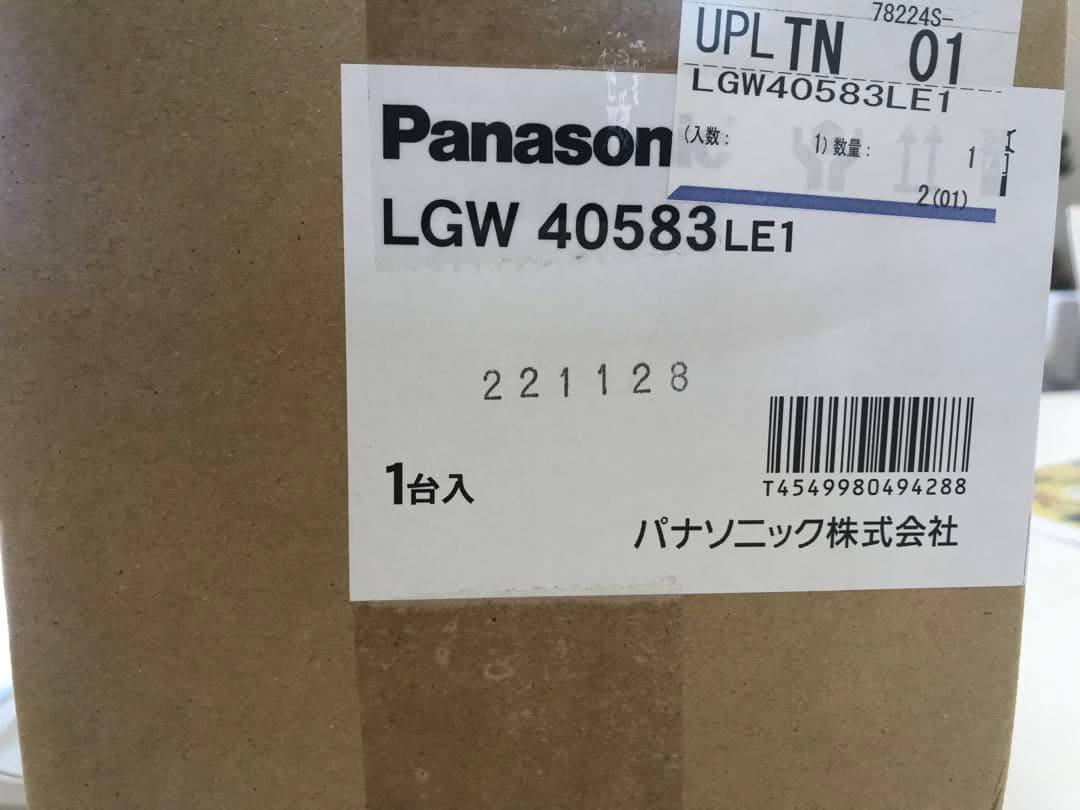 78224S-
UPL TN 01
LGW40583LE1
(入数: 1) 数量: 1
2(01)
Panason
LGW 40583LE1
221128
1台入
T4549980494288
パナソニック株式会社